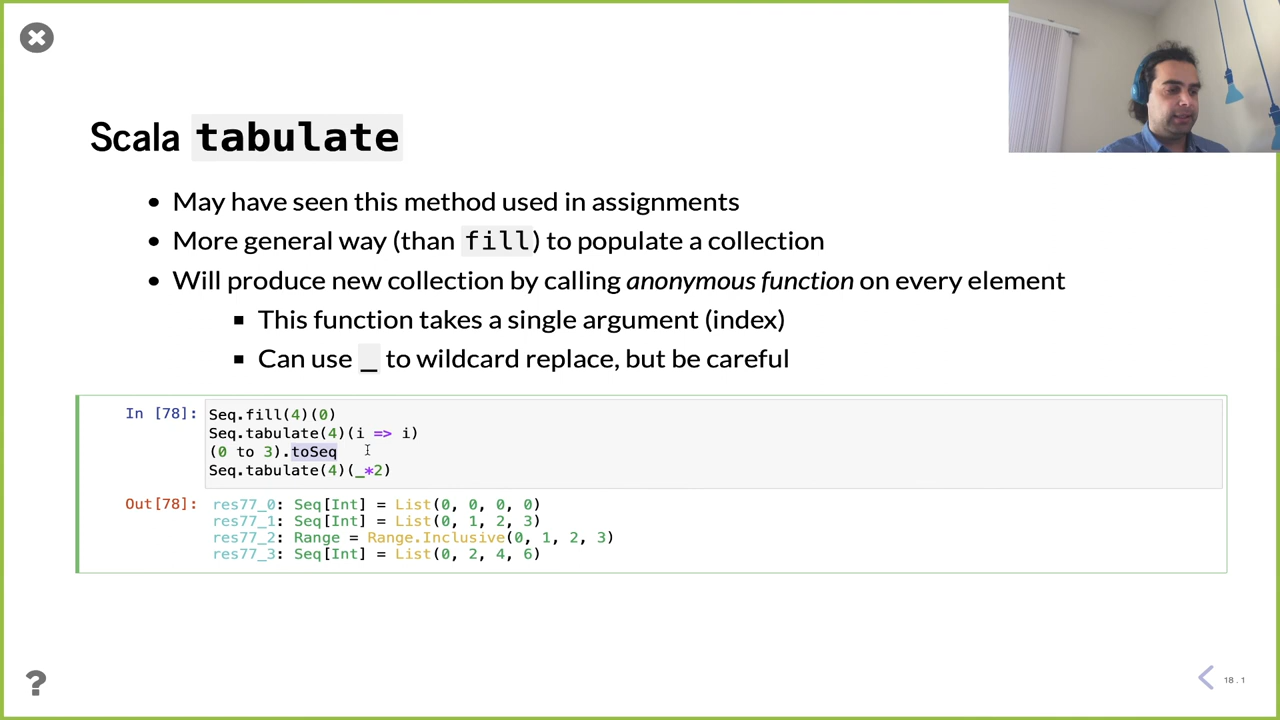 Scala tabulate
• May have seen this method used in assignments
• More general way (than fill) to populate a collection
• Will produce new collection by calling anonymous function on every element
▪ This function takes a single argument (index)
▪ Can use _ to wildcard replace, but be careful
In [78]: Seq.fill(4)(0)
Seq.tabulate(4)(i => i)
(0 to 3).toSeq
Seq.tabulate(4)(_*2)
Out[78]: res77_0: Seq[Int] = List(0, 0, 0, 0)
res77_1: Seq[Int] = List(0, 1, 2, 3)
res77_2: Range = Range.Inclusive(0, 1, 2, 3)
res77_3: Seq[Int] = List(0, 2, 4, 6)
?
18.1